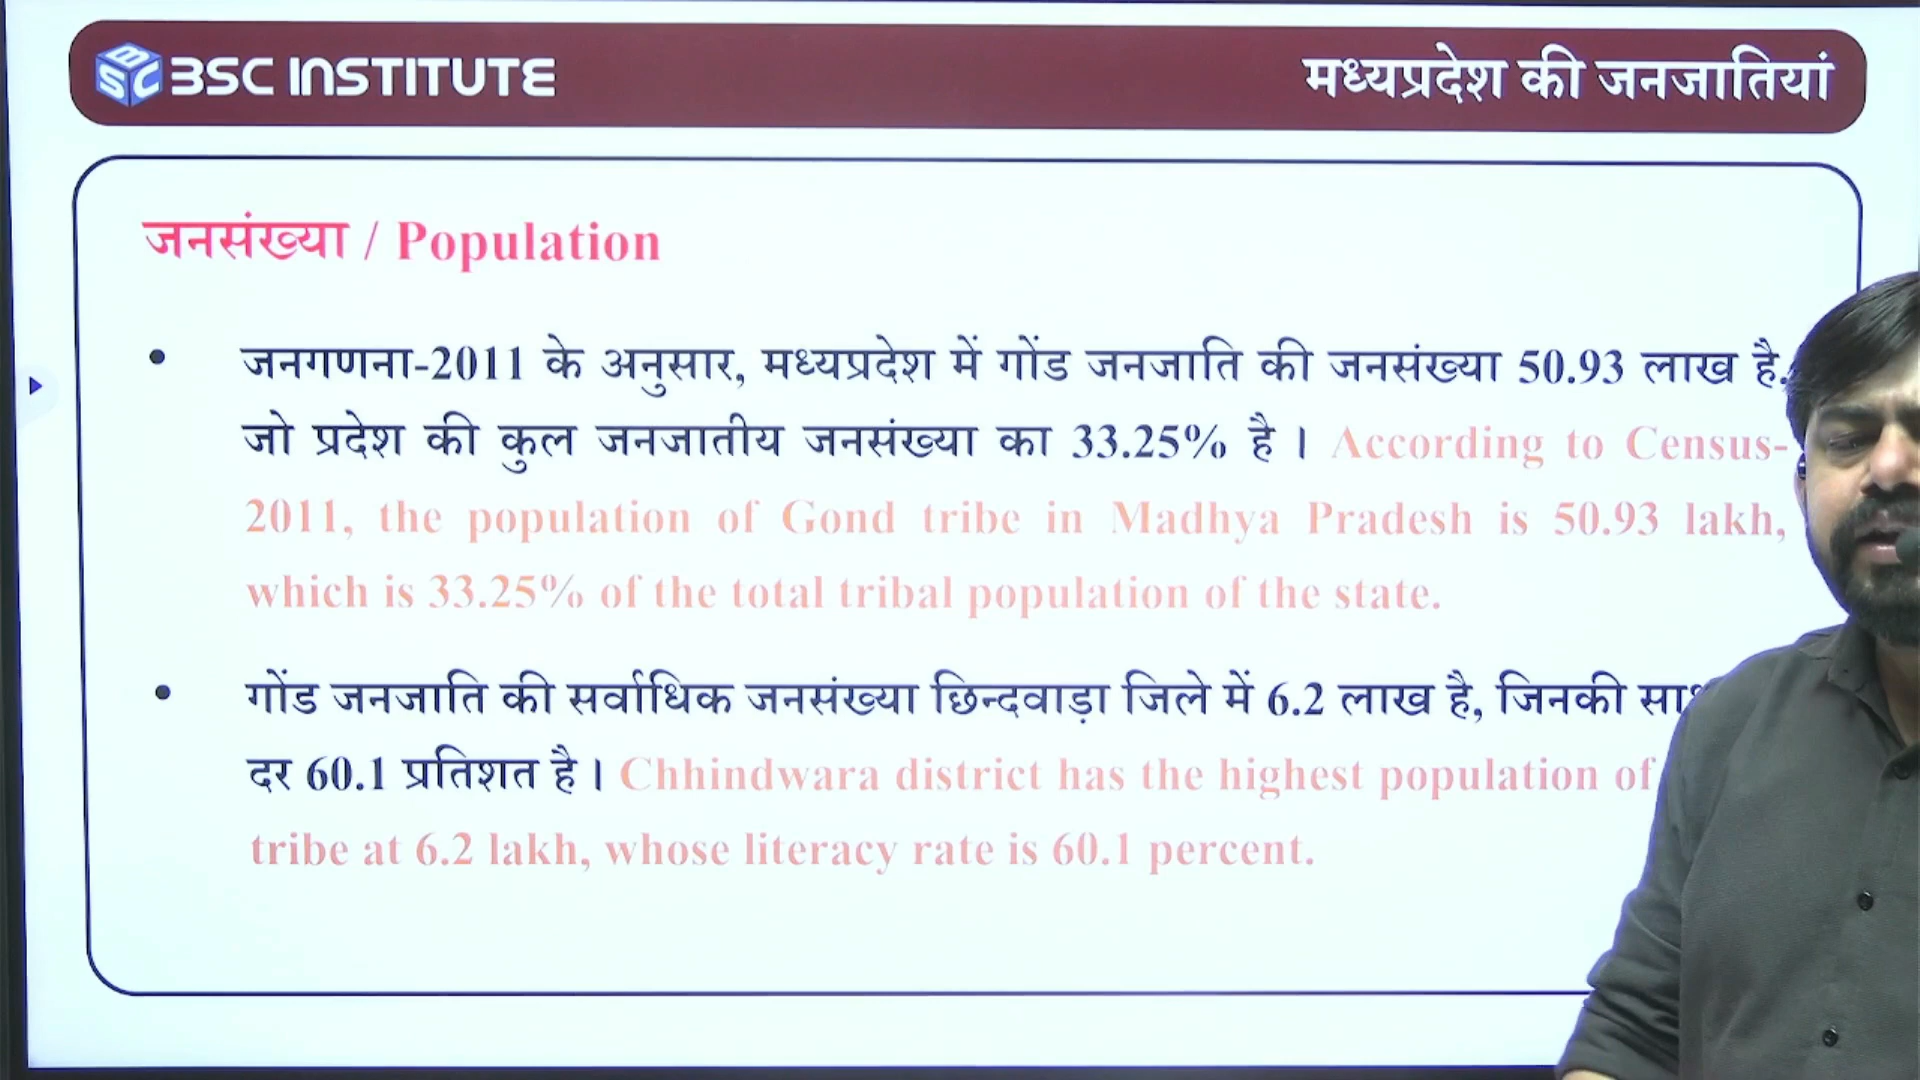 BSC INSTITUTE
मध्यप्रदेश की जनजातियां
जनसंख्या / Population
• जनगणना-2011 के अनुसार, मध्यप्रदेश में गोंड जनजाति की जनसंख्या 50.93 लाख है,
जो प्रदेश की कुल जनजातीय जनसंख्या का 33.25% है । According to Census-
2011, the population of Gond tribe in Madhya Pradesh is 50.93 lakh,
which is 33.25% of the total tribal population of the state.
• गोंड जनजाति की सर्वाधिक जनसंख्या छिन्दवाड़ा जिले में 6.2 लाख है, जिनकी
दर 60.1 प्रतिशत है । Chhindwara district has the highest population of
tribe at 6.2 lakh, whose literacy rate is 60.1 percent.